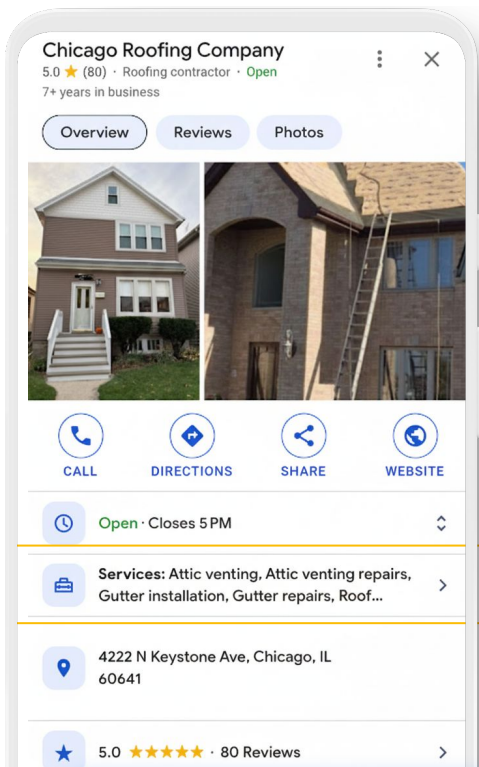 Chicago Roofing Company
5.0 ★ (80) · Roofing contractor · Open
7+ years in business
Overview Reviews Photos
CALL DIRECTIONS SHARE WEBSITE
Open · Closes 5 PM
Services: Attic venting, Attic venting repairs,
Gutter installation, Gutter repairs, Roof...
4222 N Keystone Ave, Chicago, IL
60641
5.0 ★★★★★ · 80 Reviews